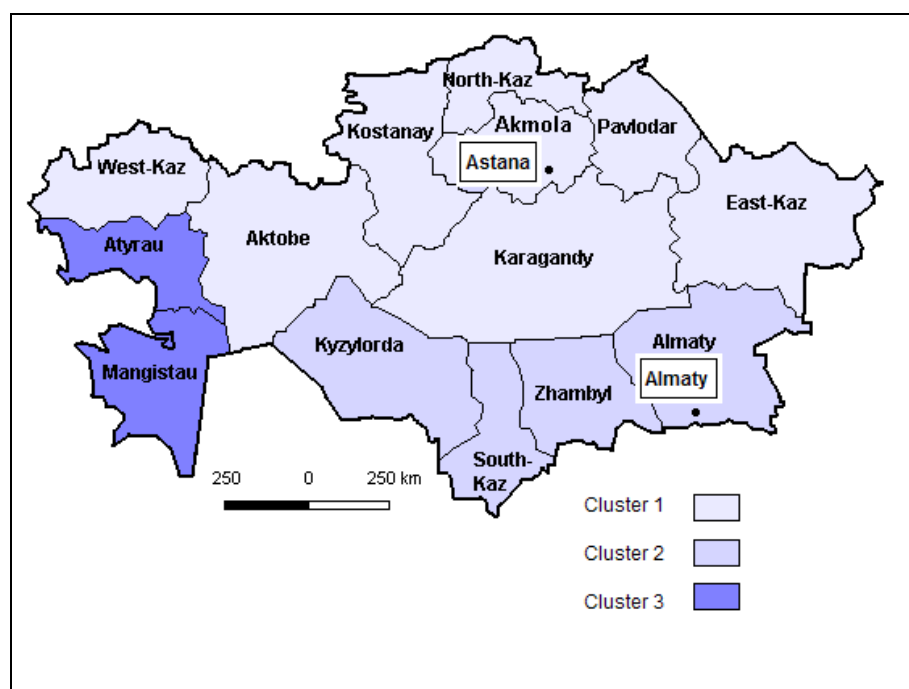 North-Kaz
Kostanay
Akmola
Pavlodar
Astana
West-Kaz
East-Kaz
Atyrau
Aktobe
Karagandy
Kyzylorda
Almaty
Mangistau
Zhambyl
Almaty
South-
Kaz
250 0 250 km
Cluster 1
Cluster 2
Cluster 3